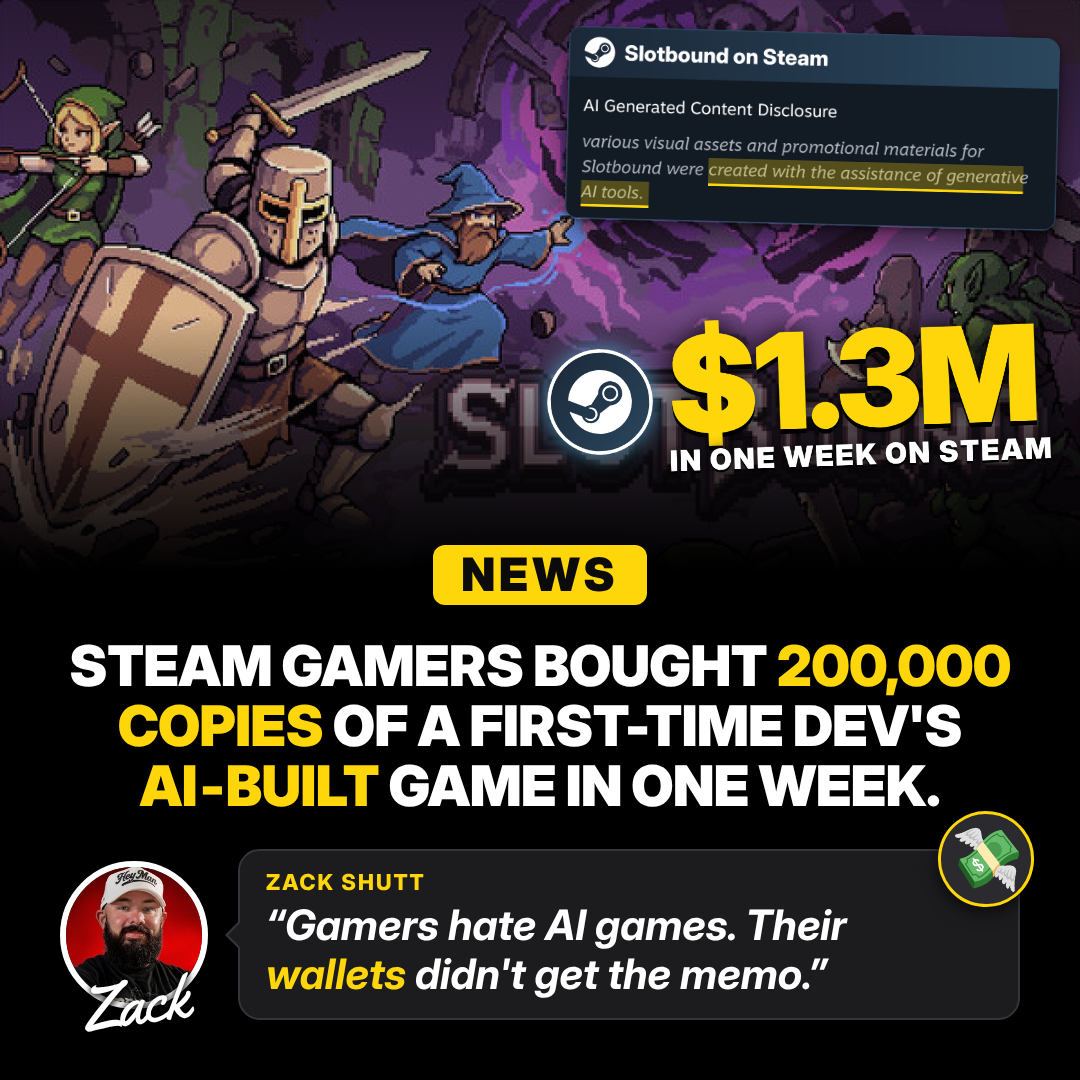 Slotbound on Steam
AI Generated Content Disclosure
various visual assets and promotional materials for
Slotbound were created with the assistance of generative
AI tools.
$1.3M
IN ONE WEEK ON STEAM
NEWS
STEAM GAMERS BOUGHT 200,000
COPIES OF A FIRST-TIME DEV'S
AI-BUILT GAME IN ONE WEEK.
ZACK SHUTT
“Gamers hate AI games. Their
wallets didn't get the memo.”
Hey Man
Zack